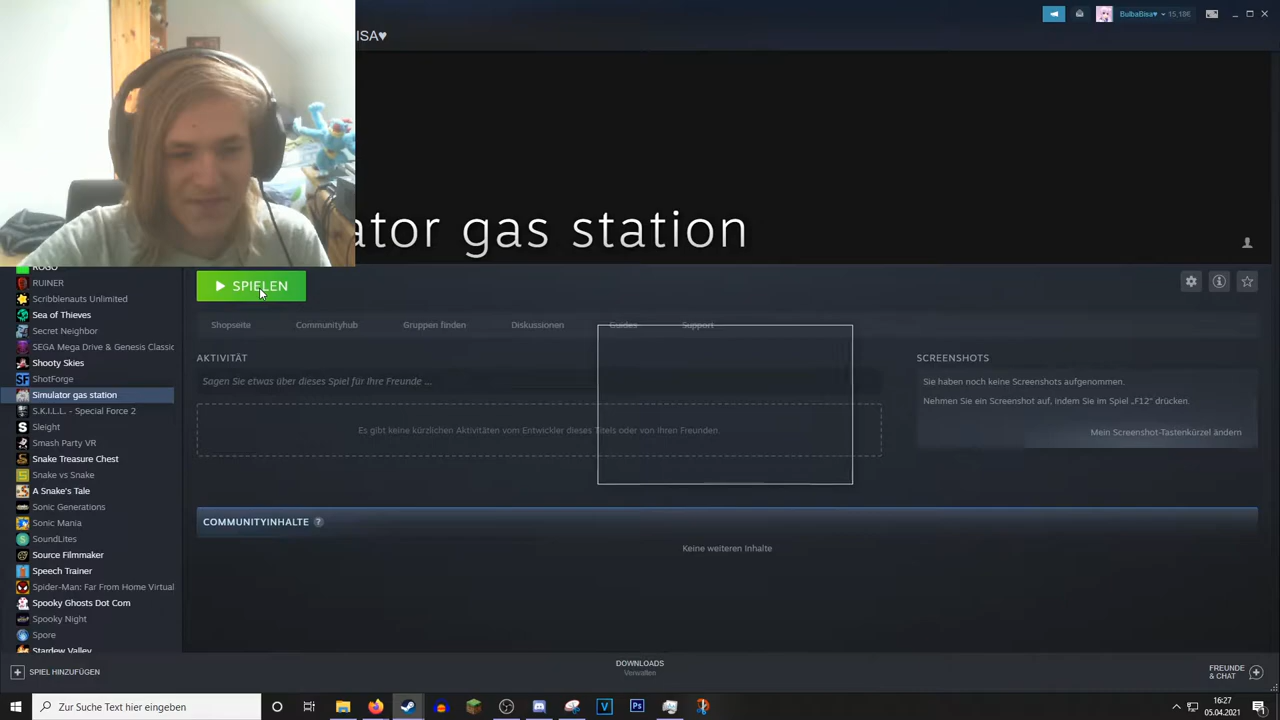 BulbaBisa♥ 15,18€
ISA♥
ator gas station
ROGO
RUINER
Scribblenauts Unlimited
Sea of Thieves
Secret Neighbor
SEGA Mega Drive & Genesis Classic
Shooty Skies
ShotForge
Simulator gas station
S.K.I.L.L. - Special Force 2
Sleight
Smash Party VR
Snake Treasure Chest
Snake vs Snake
A Snake's Tale
Sonic Generations
Sonic Mania
SoundLites
Source Filmmaker
Speech Trainer
Spider-Man: Far From Home Virtual
Spooky Ghosts Dot Com
Spooky Night
Spore
Stardew Valley
SPIELEN
Shopseite Communityhub Gruppen finden Diskussionen Guides Support
AKTIVITÄT
Sagen Sie etwas über dieses Spiel für Ihre Freunde ...
Es gibt keine kürzlichen Aktivitäten vom Entwickler dieses Titels oder von Ihren Freunden.
SCREENSHOTS
Sie haben noch keine Screenshots aufgenommen.
Nehmen Sie ein Screenshot auf, indem Sie im Spiel „F12" drücken.
Mein Screenshot-Tastenkürzel ändern
COMMUNITYINHALTE ?
Keine weiteren Inhalte
SPIEL HINZUFÜGEN
DOWNLOADS
Verwalten
FREUNDE
& CHAT
Zur Suche Text hier eingeben
16:27
05.04.2021